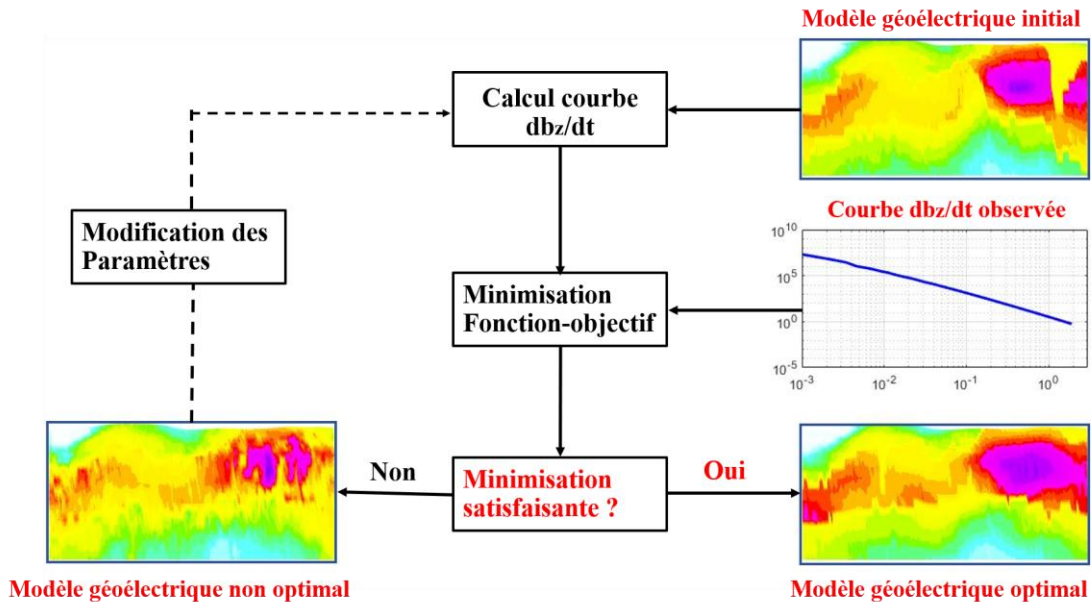 Modèle géoélectrique initial
Calcul courbe
dbz/dt
Courbe dbz/dt observée
Modification des
Paramètres
10^10
10^5
10^0
10^-5
10^-3
10^-2
10^-1
10^0
Minimisation
Fonction-objectif
Non
Minimisation
satisfaisante ?
Oui
Modèle géoélectrique non optimal
Modèle géoélectrique optimal